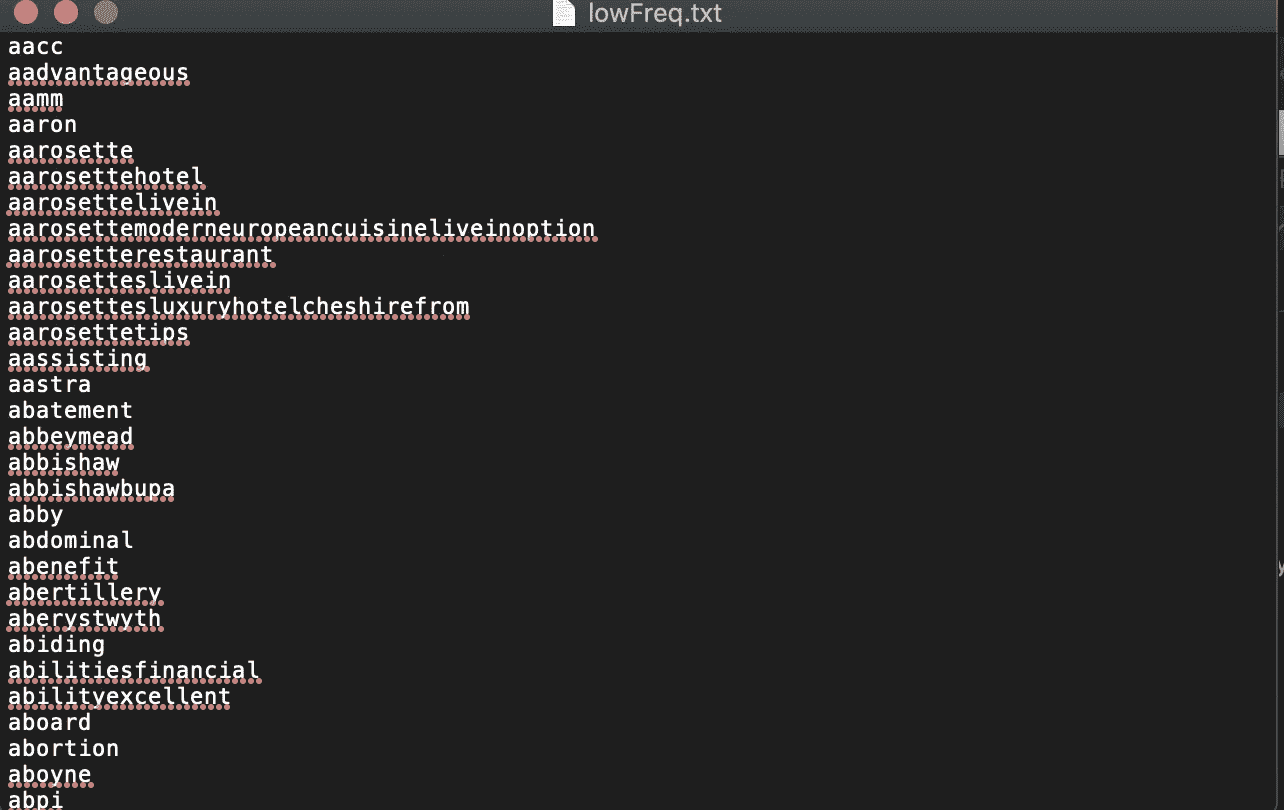 lowFreq.txt
aacc
aadvantageous
aamm
aaron
aarosette
aarosettehotel
aarosettelivein
aarosettemoderneuropeancuisineliveinoption
aarosetterestaurant
aarosetteslivein
aarosettesluxuryhotelcheshirefrom
aarosettetips
aassisting
aastra
abatement
abbeymead
abbishaw
abbishawbupa
abby
abdominal
abenefit
abertillery
aberystwyth
abiding
abilitiesfinancial
abilityexcellent
aboard
abortion
aboyne
abpi